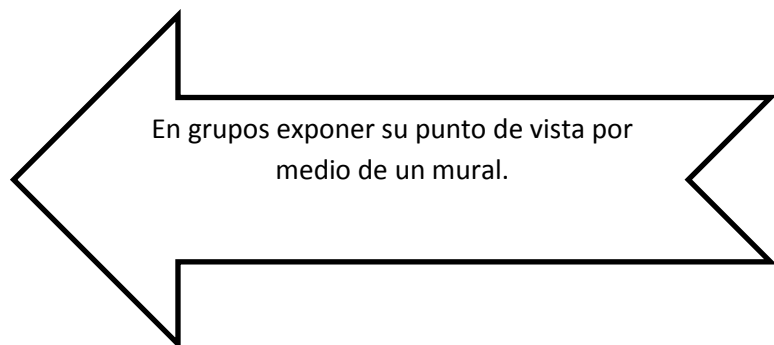 En grupos exponer su punto de vista por
medio de un mural.